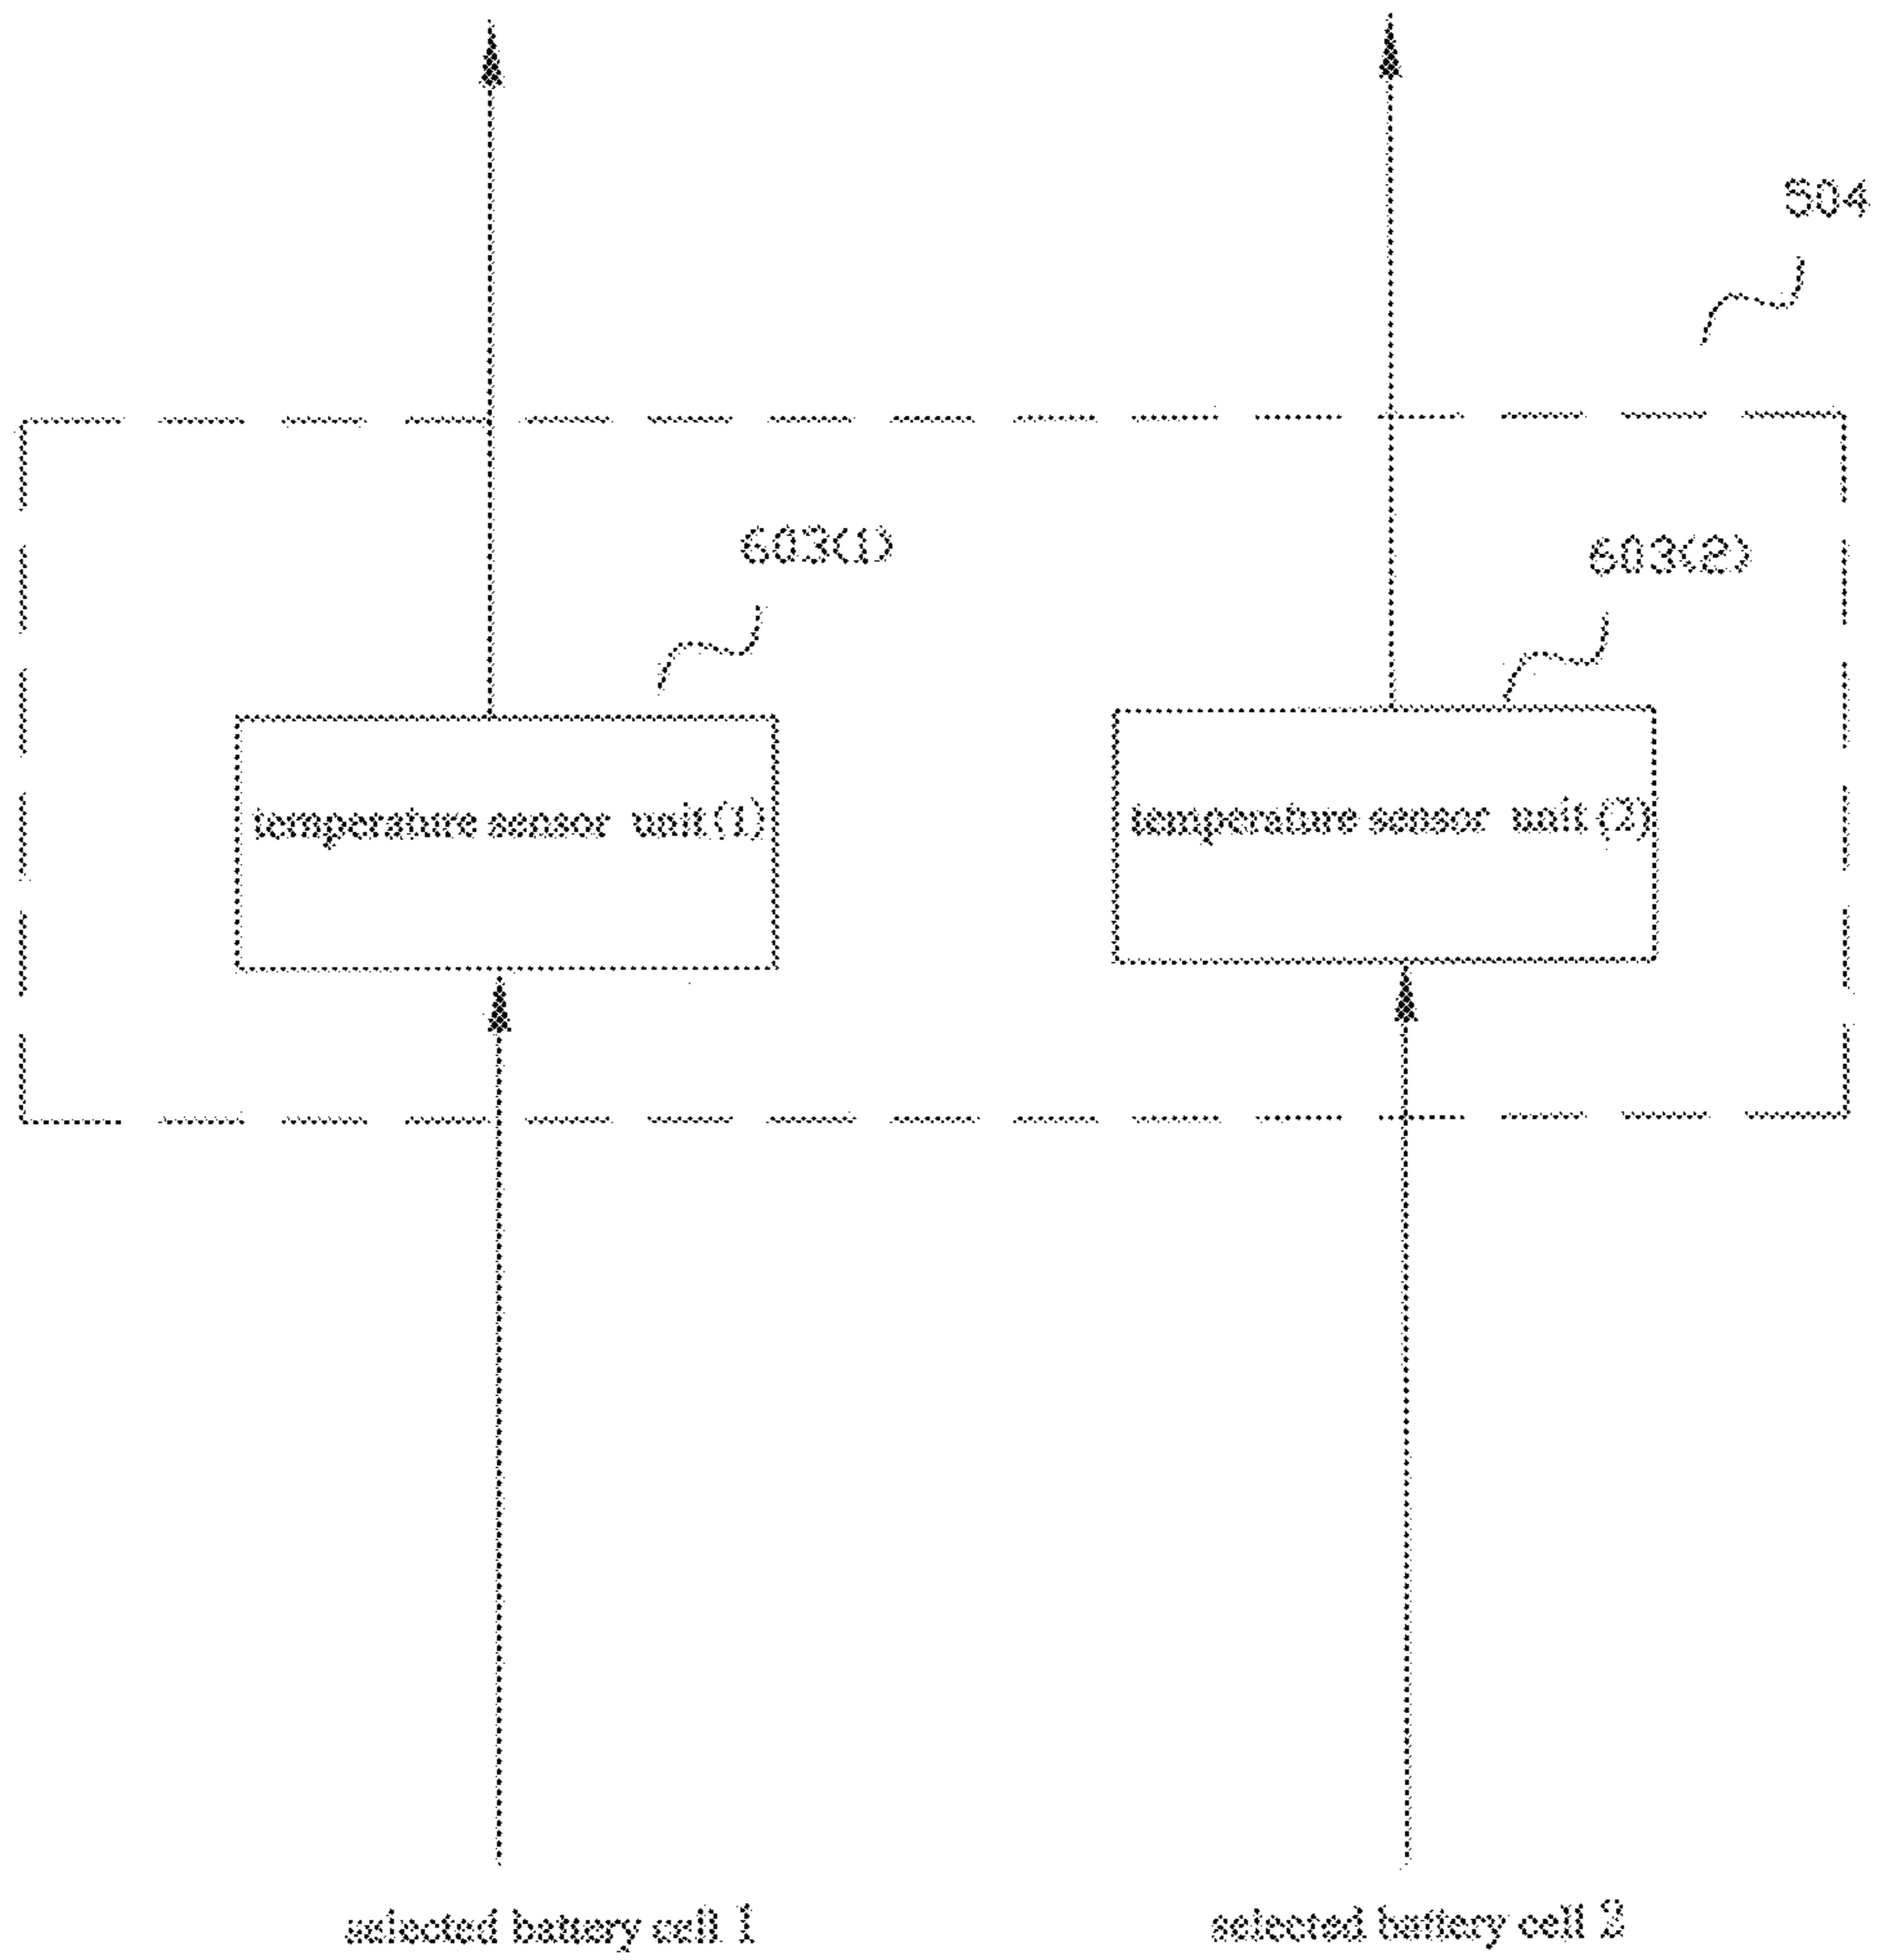 504
603(1)
603(2)
temperature sensor unit(1)
temperature sensor unit(2)
selected battery cell 1
selected battery cell 2